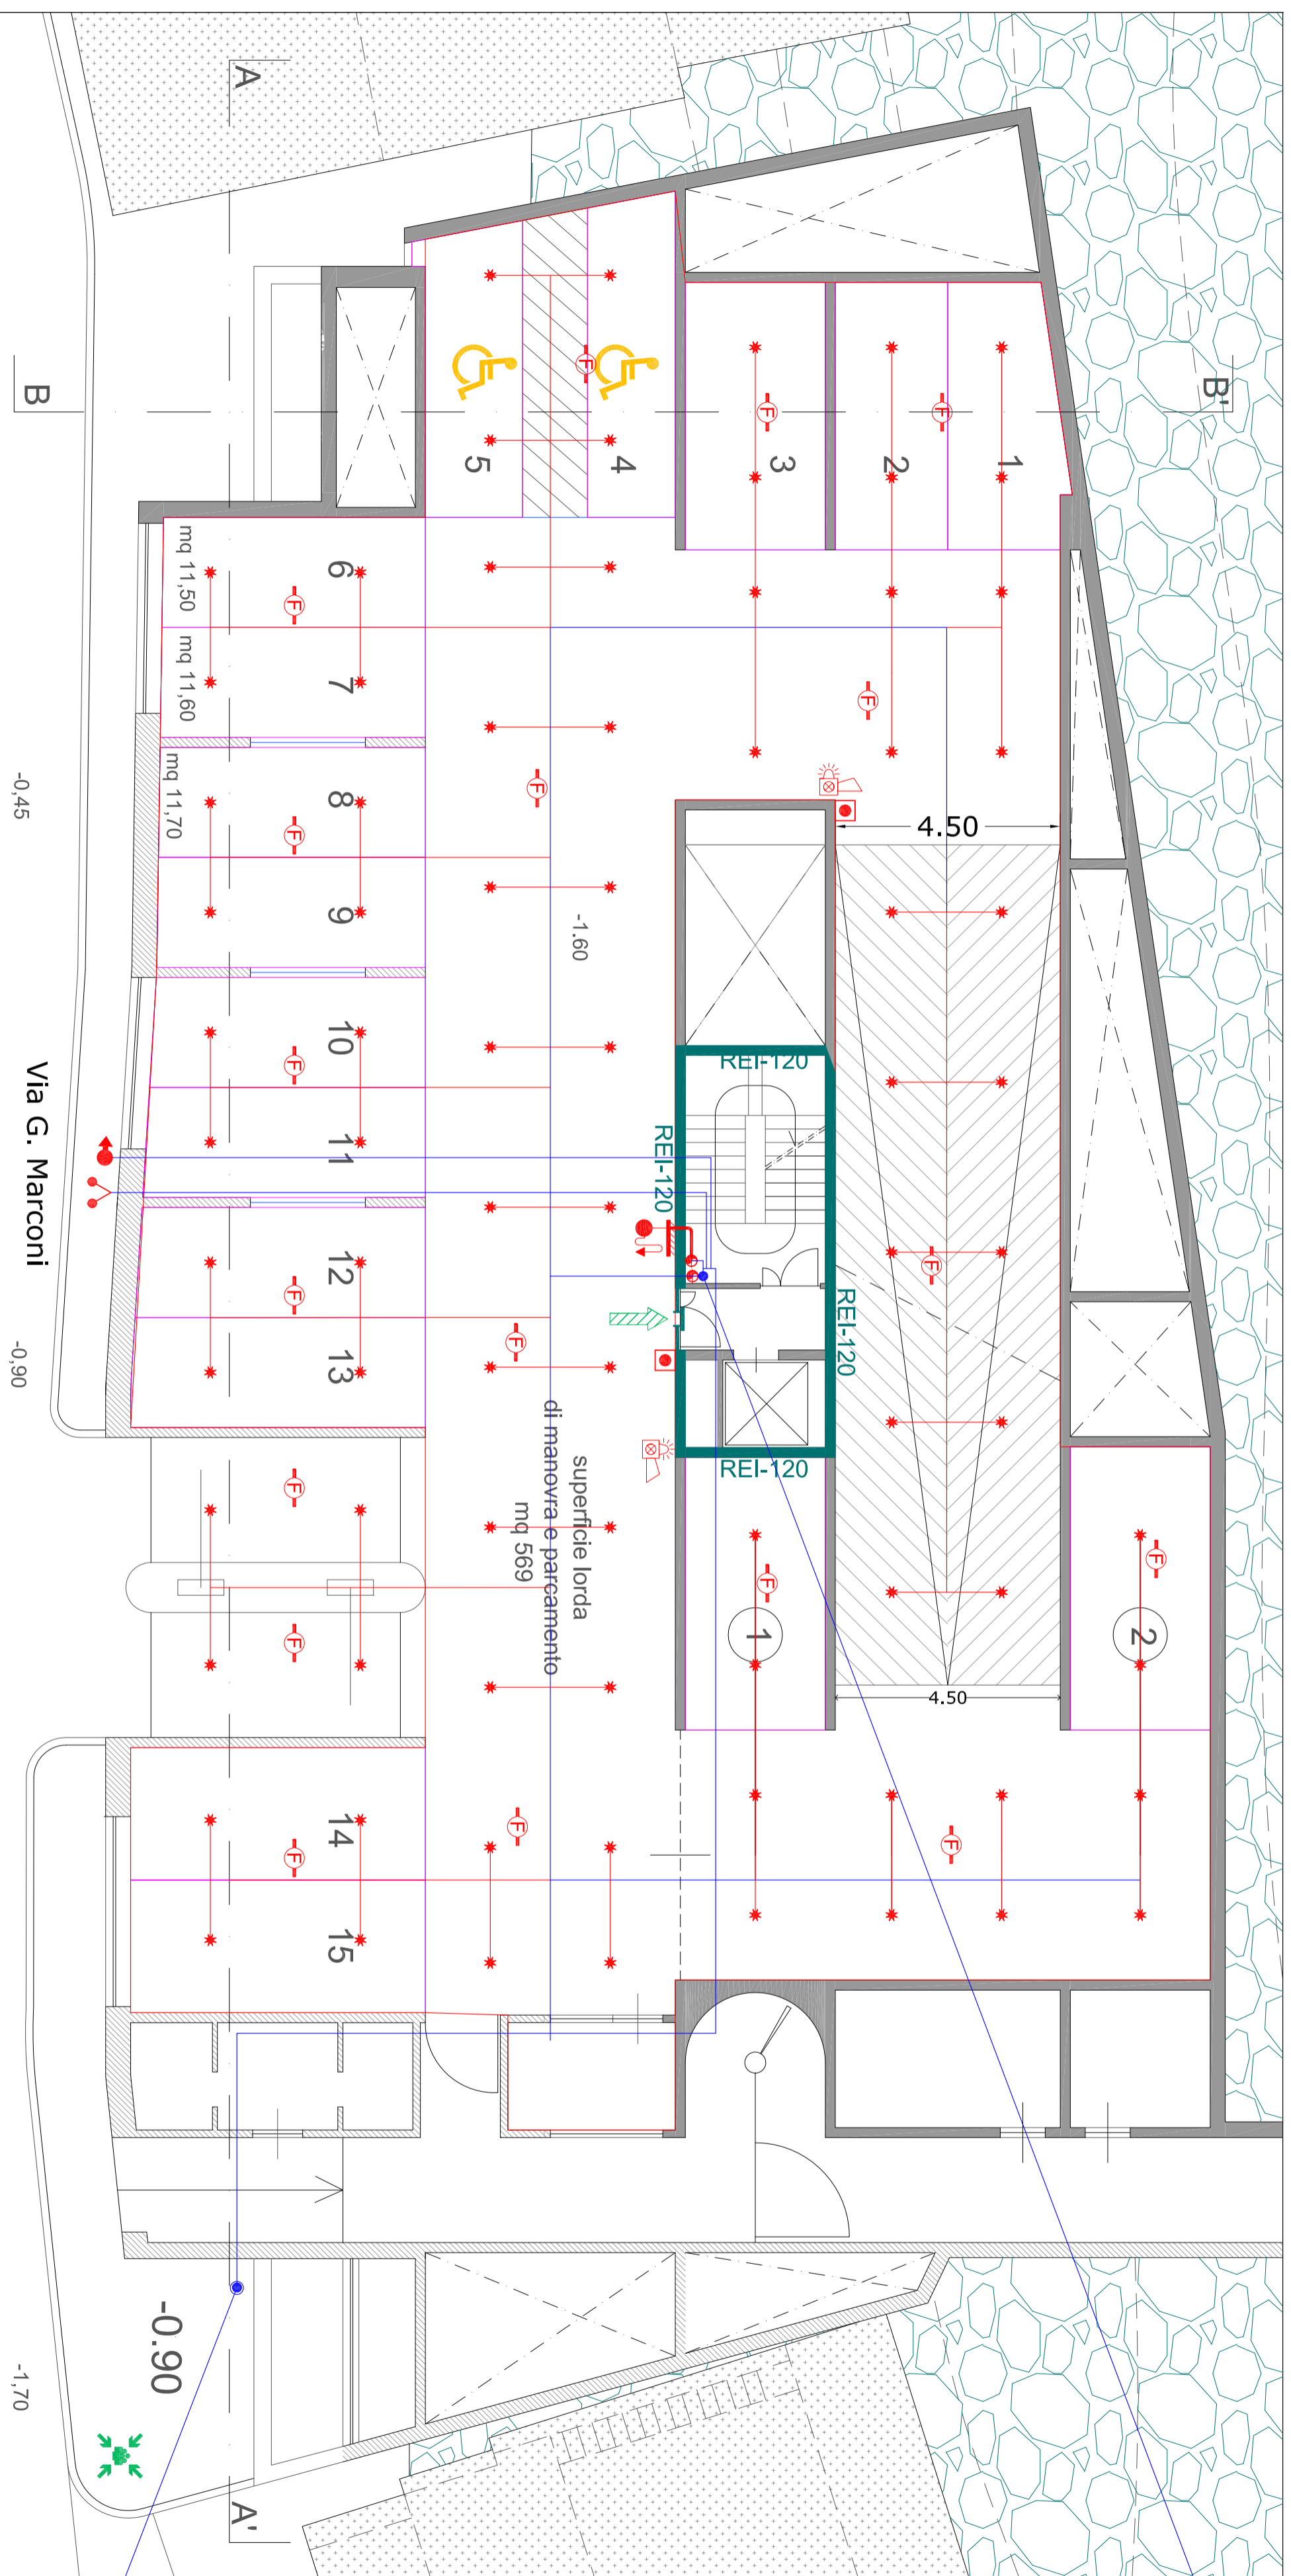 A
B
B'
1
2
3
4
5
F
F
F
6
7
8
9
10
11
12
13
14
15
mq 11,50
mq 11,60
mq 11,70
F
F
F
F
F
F
F
F
F
4.50
-1.60
REI-120
REI-120
REI-120
REI-120
F
F
superficie lorda
di manovra e parcamento
mq 569
F
F
1
2
4.50
F
F
-0,45
Via G. Marconi
-0,90
-0.90
-1,70
A'